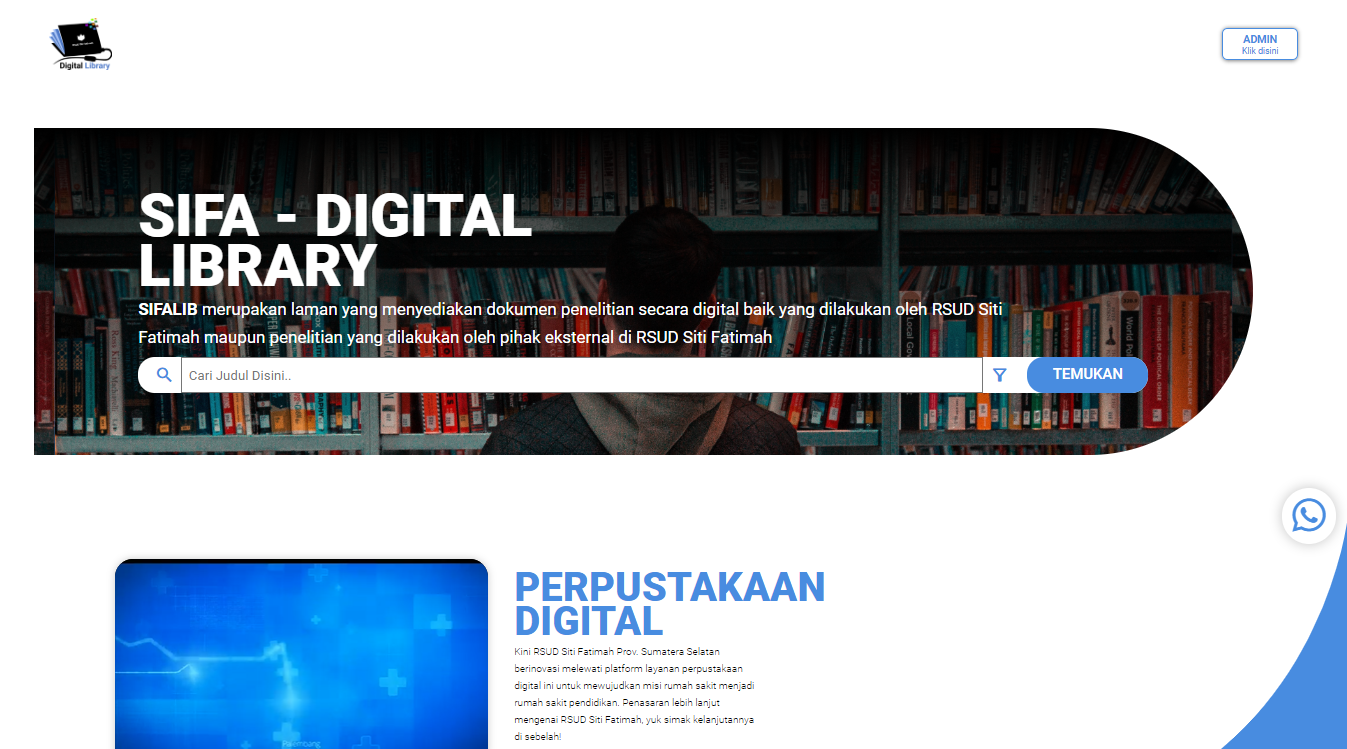 Digital Library
ADMIN
Klik disini
SIFA - DIGITAL
LIBRARY
SIFALIB merupakan laman yang menyediakan dokumen penelitian secara digital baik yang dilakukan oleh RSUD Siti
Fatimah maupun penelitian yang dilakukan oleh pihak eksternal di RSUD Siti Fatimah
Cari Judul Disini..
TEMUKAN
PERPUSTAKAAN
DIGITAL
Kini RSUD Siti Fatimah Prov. Sumatera Selatan
berinovasi melewati platform layanan perpustakaan
digital ini untuk mewujudkan misi rumah sakit menjadi
rumah sakit pendidikan. Penasaran lebih lanjut
mengenai RSUD Siti Fatimah, yuk simak kelanjutannya
di sebelah!
Palembang